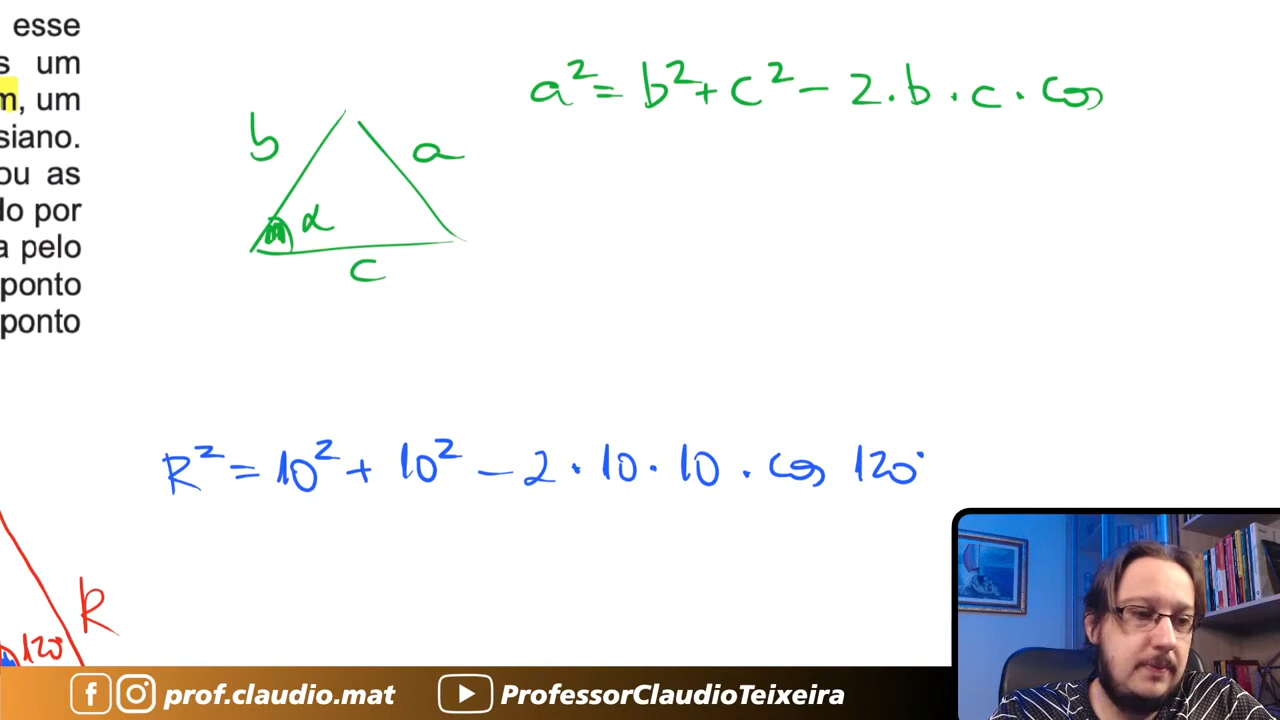 esse
s um
m, um
siano.
ou as
do por
a pelo
ponto
ponto
a² = b² + c² - 2 . b . c . cos
b
a
α
c
R² = 10² + 10² - 2 . 10 . 10 . cos 120°
R
120°
prof.claudio.mat
ProfessorClaudioTeixeira